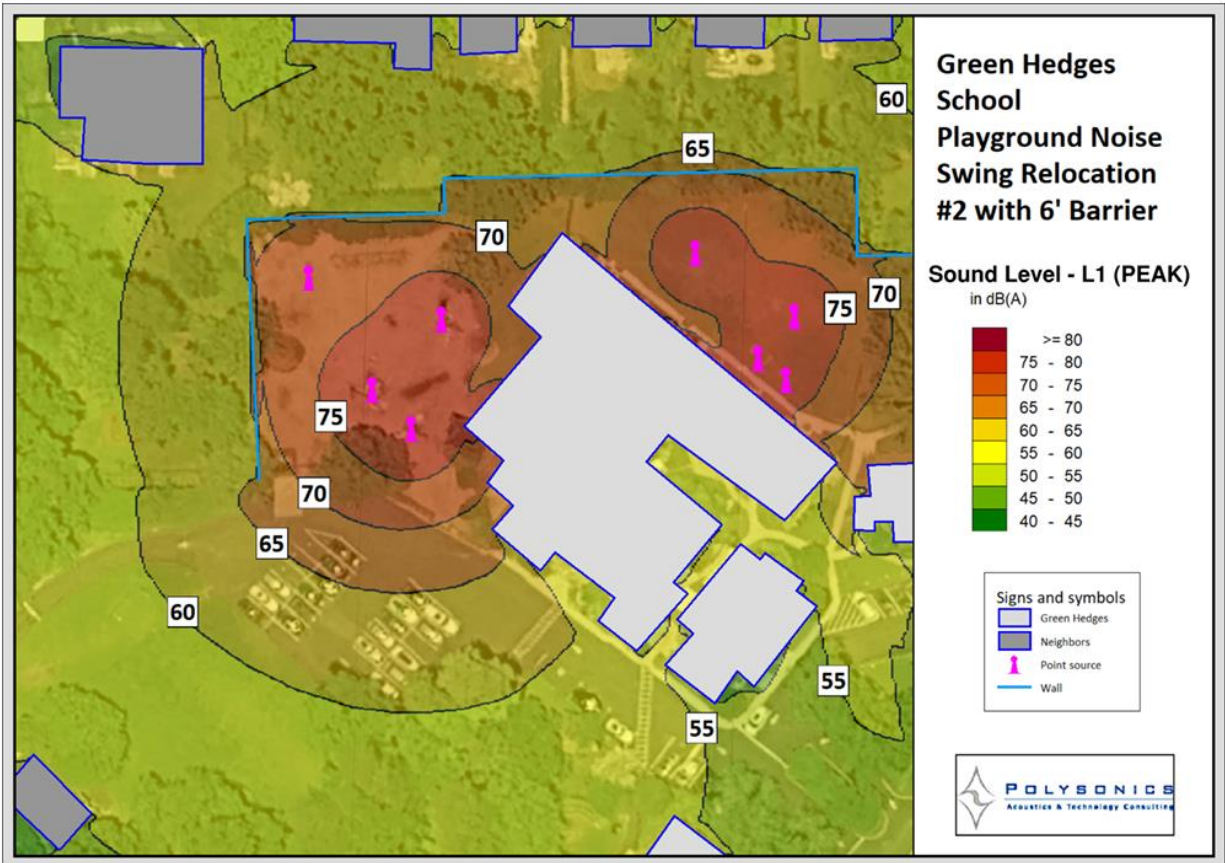 Green Hedges
School
Playground Noise
Swing Relocation
#2 with 6' Barrier
Sound Level - L1 (PEAK)
in dB(A)
>= 80
75 - 80
70 - 75
65 - 70
60 - 65
55 - 60
50 - 55
45 - 50
40 - 45
Signs and symbols
Green Hedges
Neighbors
Point source
Wall
POLYSONICS
Acoustics & Technology Consulting
60
65
70
70
75
75
70
65
60
55
55